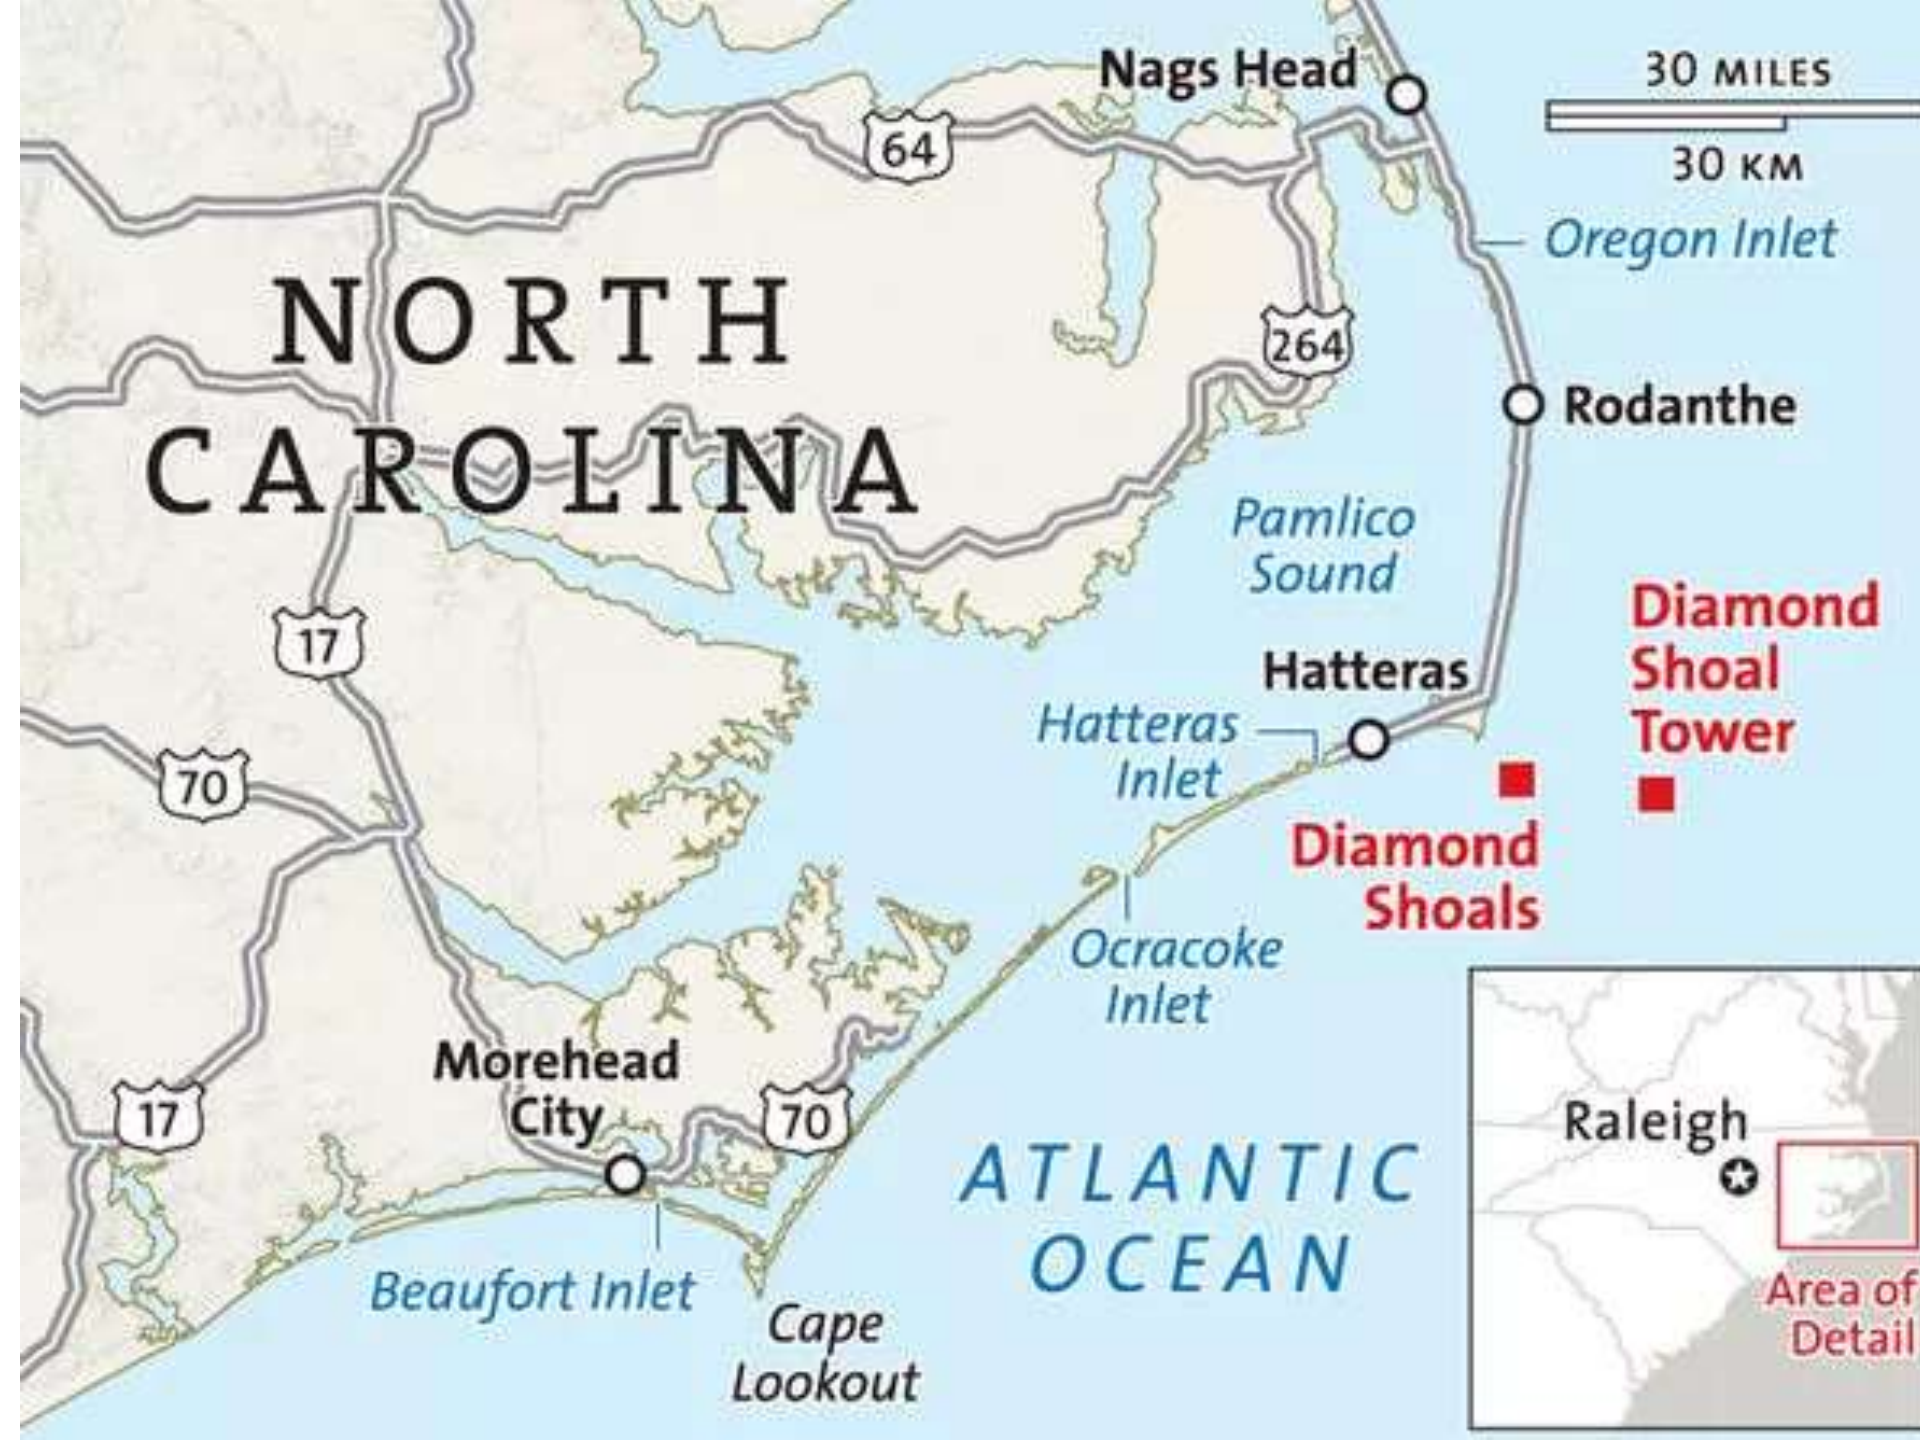 Nags Head
30 MILES
30 KM
64
Oregon Inlet
NORTH
CAROLINA
264
Rodanthe
Pamlico
Sound
Diamond
Shoal
Tower
17
Hatteras
Hatteras
Inlet
70
Diamond
Shoals
Ocracoke
Inlet
Morehead
City
17
70
Raleigh
ATLANTIC
OCEAN
Beaufort Inlet
Cape
Lookout
Area of
Detail